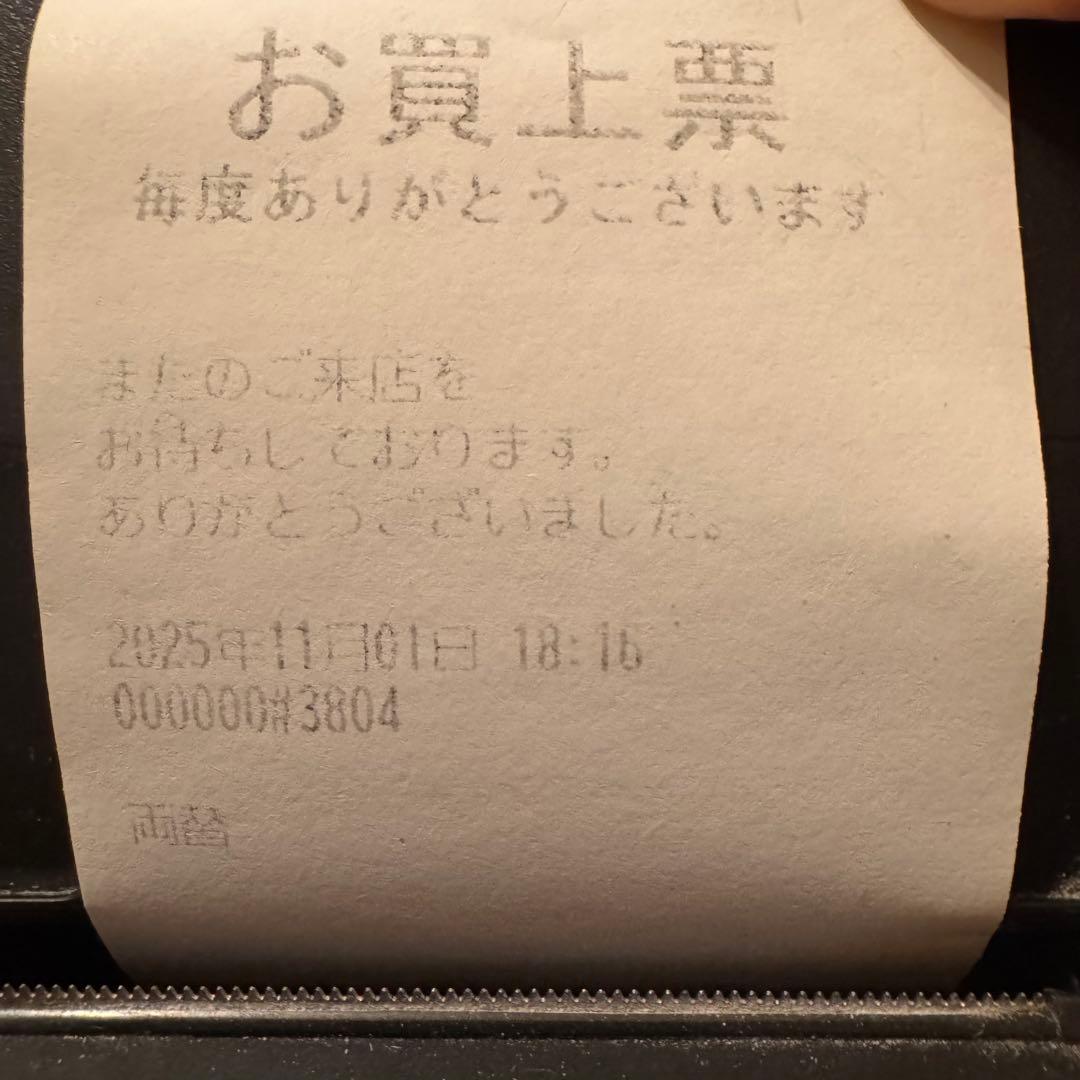 お買上票
毎度ありがとうございます
またのご来店を
お待ちしております。
ありがとうございました。
2025年11月01日 18:16
000000#3804
両替